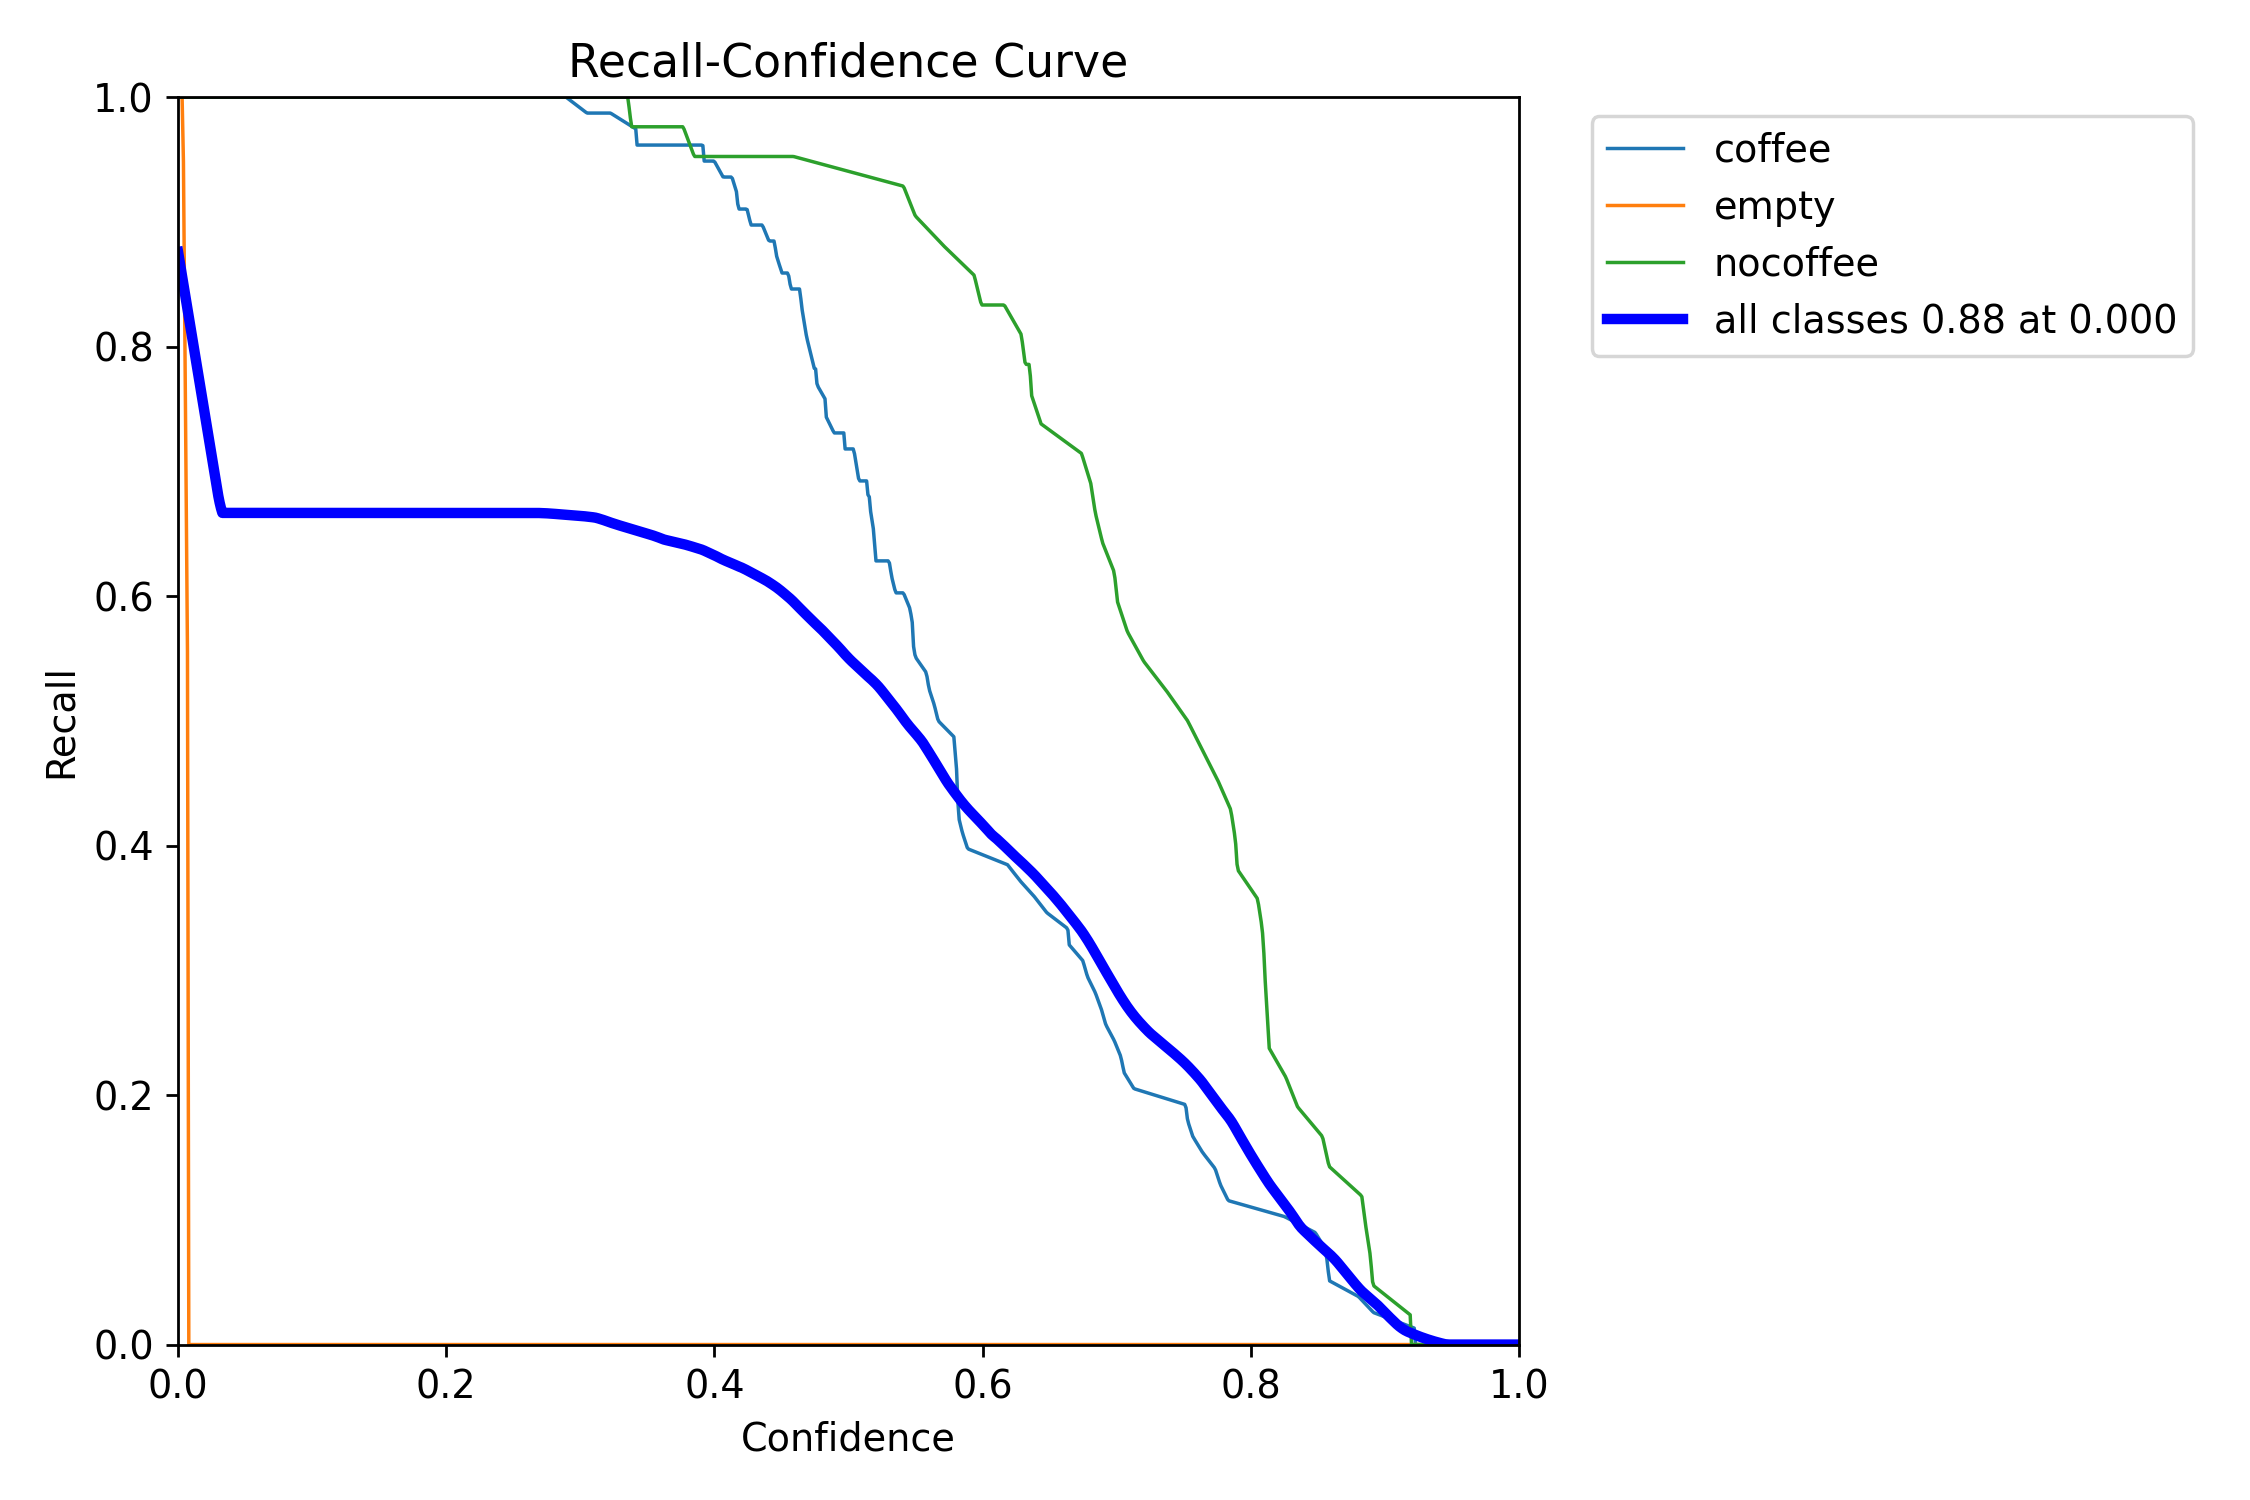 Recall-Confidence Curve
1.0
0.8
0.6
0.4
0.2
0.0
Recall
0.0 0.2 0.4 0.6 0.8 1.0
Confidence
coffee
empty
nocoffee
all classes 0.88 at 0.000